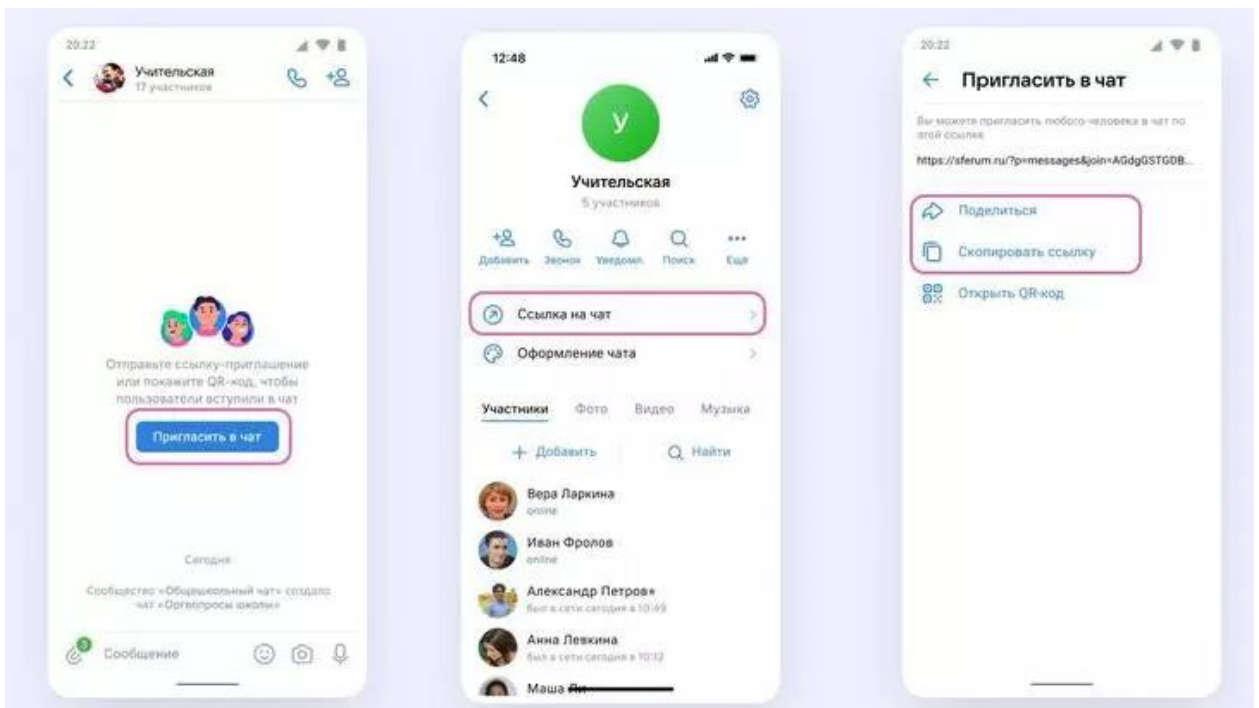 20:22
Учительская
17 участников
Отправьте ссылку-приглашение
или покажите QR-код, чтобы
пользователи вступили в чат
Пригласить в чат
Сегодня
Сообщество «Общешкольный чат» создало
чат «Оргвопросы школы»
3
Сообщение
12:48
У
Учительская
5 участников
Добавить Звонок Уведомл. Поиск Ещё
Ссылка на чат
Оформление чата
Участники Фото Видео Музыка
Добавить Найти
Вера Ларкина
online
Иван Фролов
online
Александр Петров
был в сети сегодня в 10:49
Анна Левкина
был в сети сегодня в 10:12
Маша
20:22
Пригласить в чат
Вы можете пригласить любого человека в чат по
этой ссылке
https://sferum.ru/?p=messages&join=AGdgGSTGDB...
Поделиться
Скопировать ссылку
Открыть QR-код